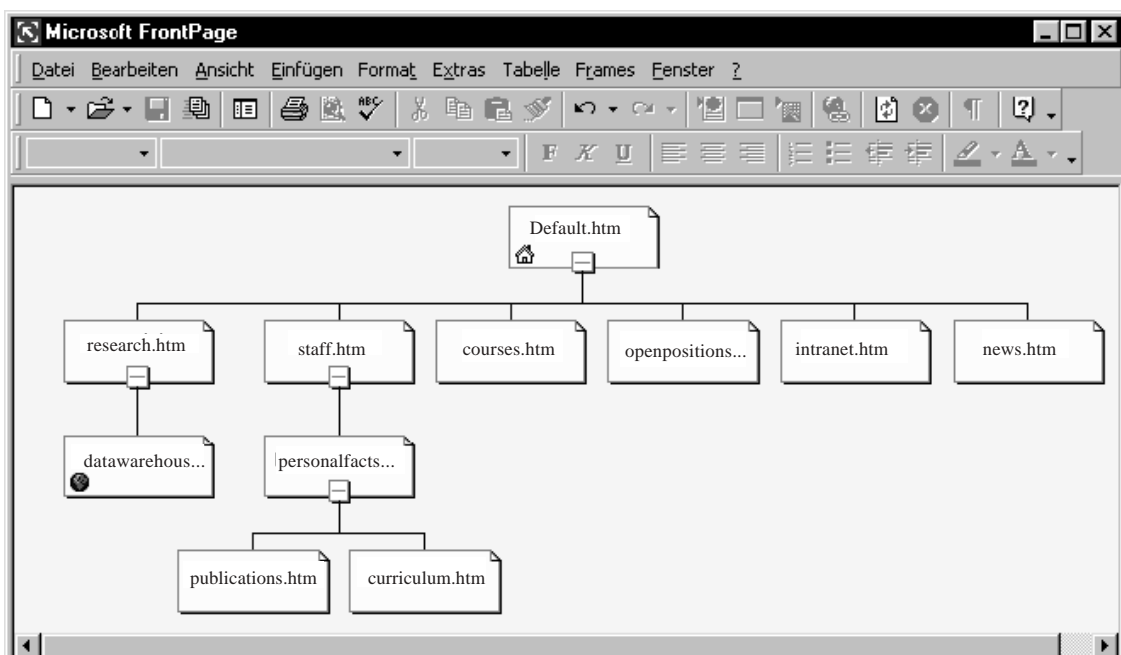 Microsoft FrontPage
Datei Bearbeiten Ansicht Einfügen Format Extras Tabelle Frames Fenster ?
ABC
F K U A
Default.htm
research.htm staff.htm courses.htm openpositions... intranet.htm news.htm
datawarehous... personalfacts...
publications.htm curriculum.htm